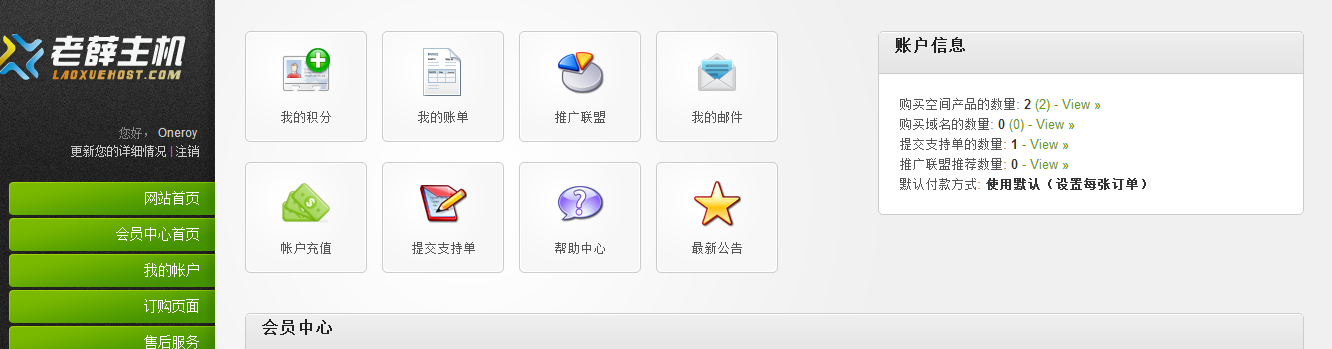 老薛主机
LAOXUEHOST.COM
您好， Oneroy
更新您的详细情况 | 注销
网站首页
会员中心首页
我的帐户
订购页面
售后服务
我的积分
我的账单
推广联盟
我的邮件
帐户充值
提交支持单
帮助中心
最新公告
账户信息
购买空间产品的数量: 2 (2) - View »
购买域名的数量: 0 (0) - View »
提交支持单的数量: 1 - View »
推广联盟推荐数量: 0 - View »
默认付款方式: 使用默认（设置每张订单）
会员中心